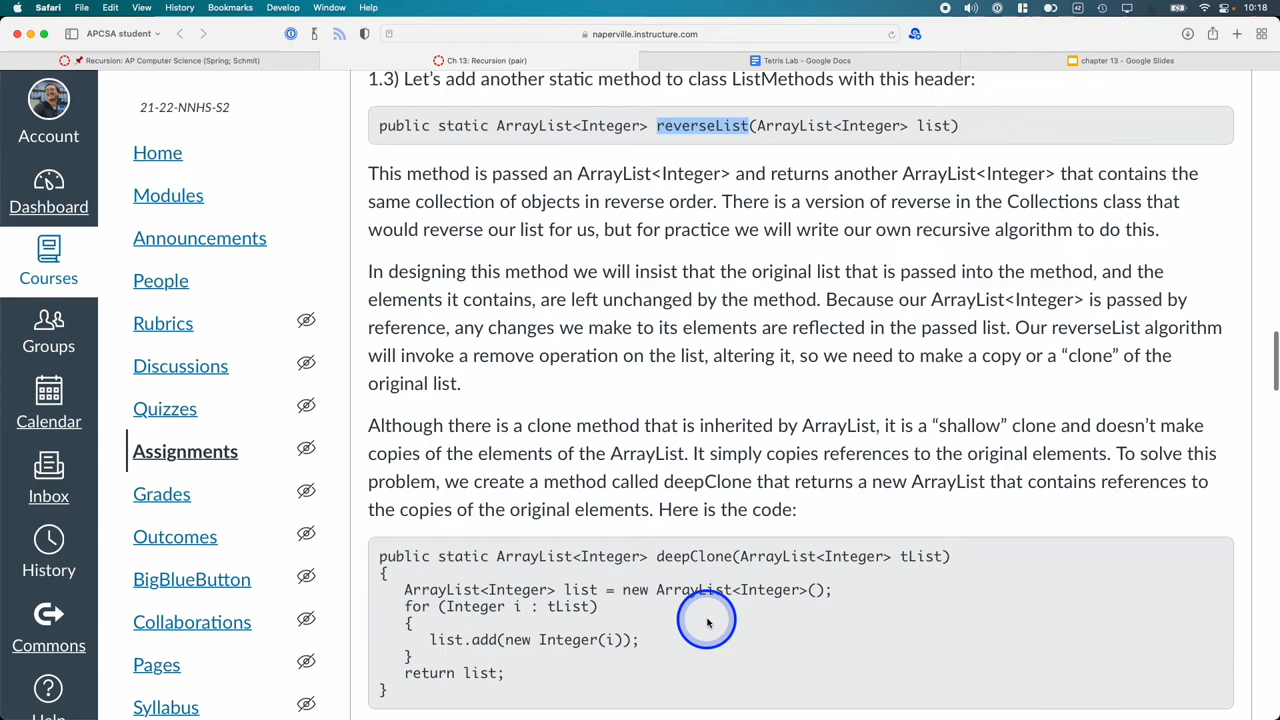 Safari File Edit View History Bookmarks Develop Window Help 10:18
APCSA student naperville.instructure.com
Recursion: AP Computer Science (Spring; Schmit) Ch 13: Recursion (pair) Tetris Lab - Google Docs chapter 13 - Google Slides
Account
Dashboard
Courses
Groups
Calendar
Inbox
History
Commons
Help
21-22-NNHS-S2
Home
Modules
Announcements
People
Rubrics
Discussions
Quizzes
Assignments
Grades
Outcomes
BigBlueButton
Collaborations
Pages
Syllabus
1.3) Let’s add another static method to class ListMethods with this header:
public static ArrayList<Integer> reverseList(ArrayList<Integer> list)
This method is passed an ArrayList<Integer> and returns another ArrayList<Integer> that contains the
same collection of objects in reverse order. There is a version of reverse in the Collections class that
would reverse our list for us, but for practice we will write our own recursive algorithm to do this.
In designing this method we will insist that the original list that is passed into the method, and the
elements it contains, are left unchanged by the method. Because our ArrayList<Integer> is passed by
reference, any changes we make to its elements are reflected in the passed list. Our reverseList algorithm
will invoke a remove operation on the list, altering it, so we need to make a copy or a “clone” of the
original list.
Although there is a clone method that is inherited by ArrayList, it is a “shallow” clone and doesn’t make
copies of the elements of the ArrayList. It simply copies references to the original elements. To solve this
problem, we create a method called deepClone that returns a new ArrayList that contains references to
the copies of the original elements. Here is the code:
public static ArrayList<Integer> deepClone(ArrayList<Integer> tList)
{
ArrayList<Integer> list = new ArrayList<Integer>();
for (Integer i : tList)
{
list.add(new Integer(i));
}
return list;
}